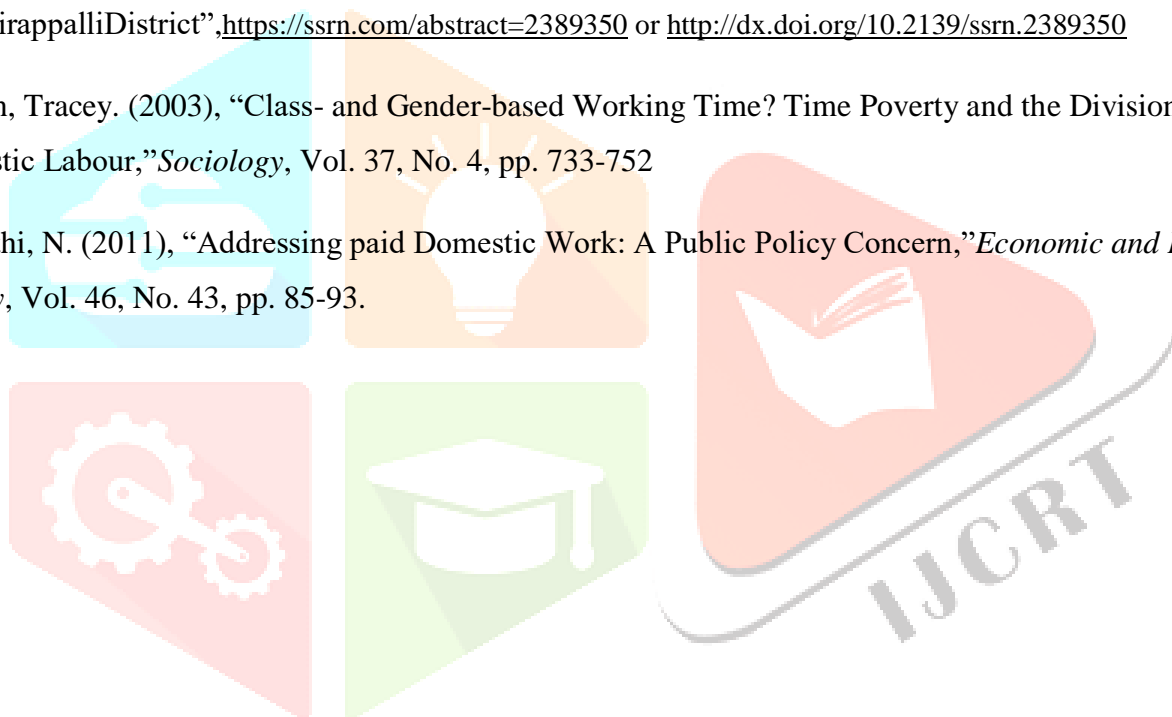 irappalliDistrict”,https://ssrn.com/abstract=2389350 or http://dx.doi.org/10.2139/ssrn.2389350
n, Tracey. (2003), “Class- and Gender-based Working Time? Time Poverty and the Division
stic Labour,”Sociology, Vol. 37, No. 4, pp. 733-752
thi, N. (2011), “Addressing paid Domestic Work: A Public Policy Concern,”Economic and
, Vol. 46, No. 43, pp. 85-93.
IJCRT